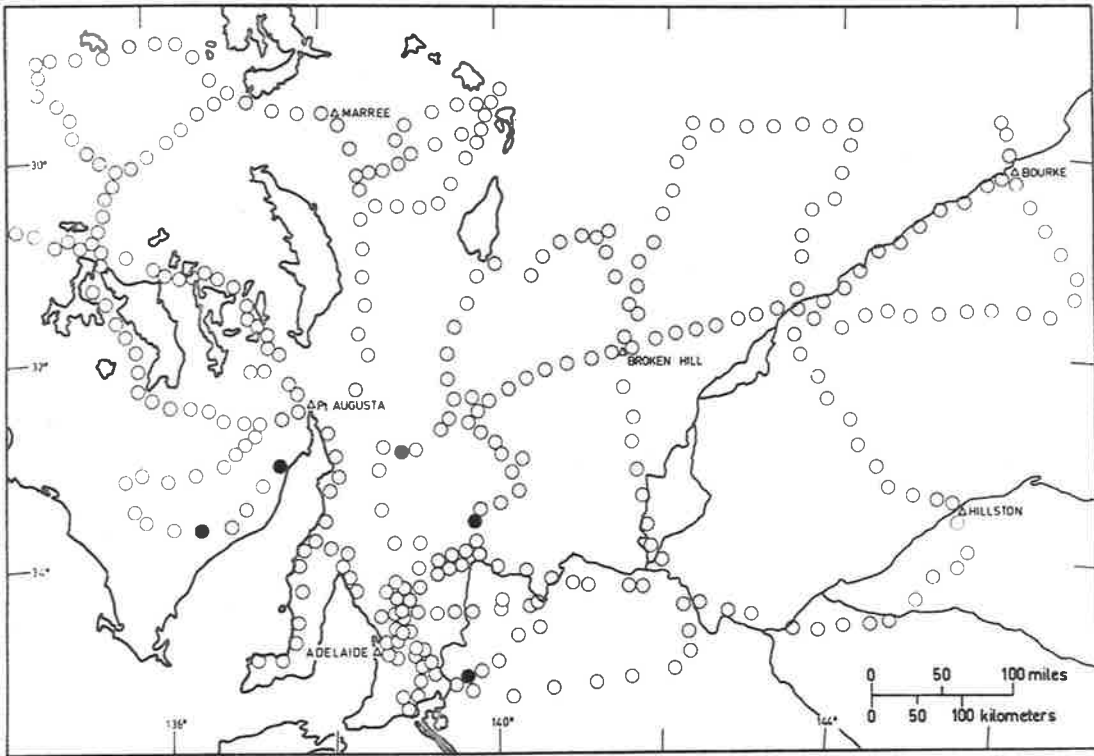 MARREE
30°
BOURKE
32°
BROKEN HILL
Pt AUGUSTA
HILLSTON
34°
ADELAIDE
0 50 100 miles
0 50 100 kilometers
136°
140°
144°